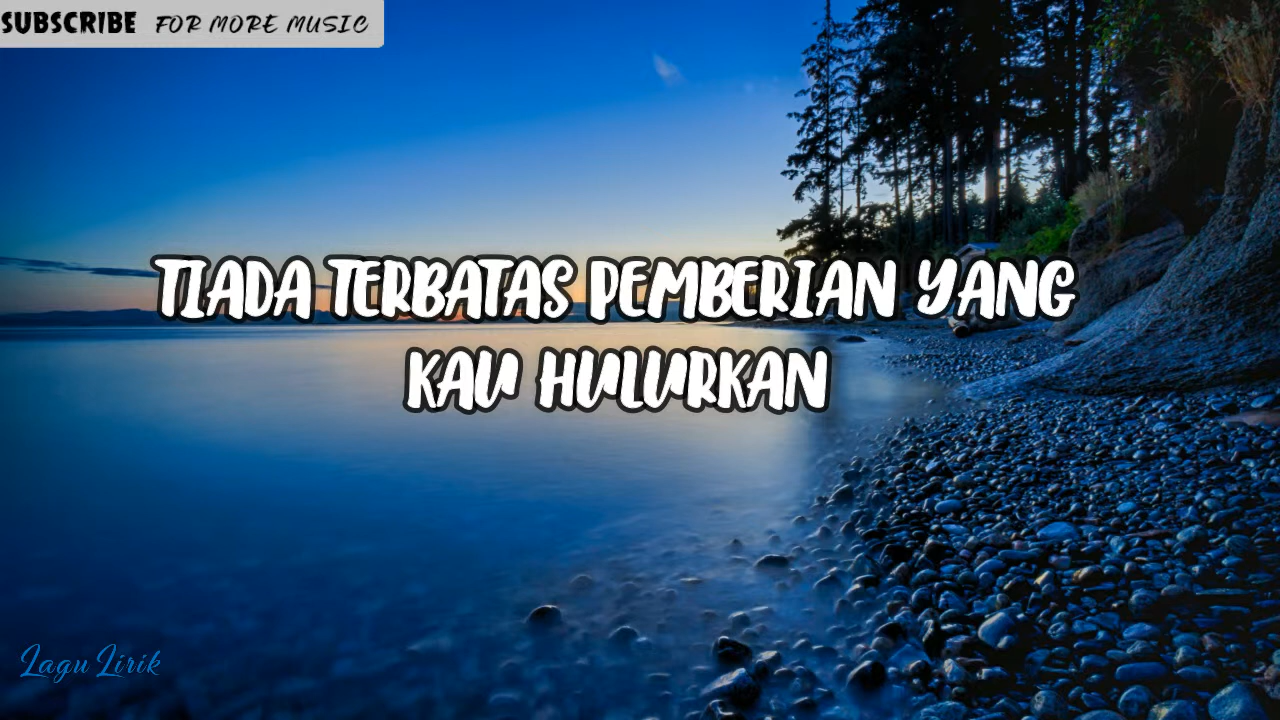 SUBSCRIBE FOR MORE MUSIC
TIADA TERBATAS PEMBERIAN YANG
KAU HULURKAN
Lagu Lirik